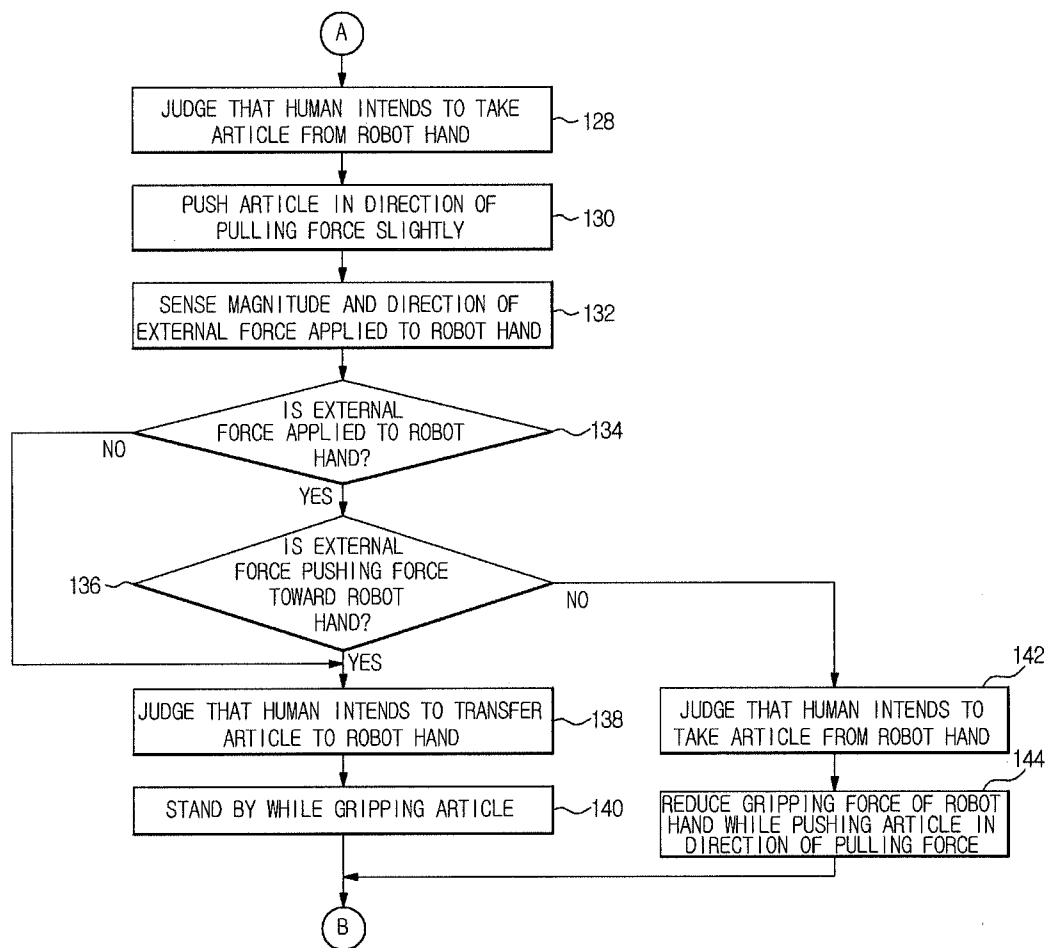 A
JUDGE THAT HUMAN INTENDS TO TAKE
ARTICLE FROM ROBOT HAND
128
PUSH ARTICLE IN DIRECTION OF
PULLING FORCE SLIGHTLY
130
SENSE MAGNITUDE AND DIRECTION OF
EXTERNAL FORCE APPLIED TO ROBOT HAND
132
IS EXTERNAL
FORCE APPLIED TO ROBOT
HAND?
134
NO
YES
IS EXTERNAL
FORCE PUSHING FORCE
TOWARD ROBOT
HAND?
136
NO
YES
JUDGE THAT HUMAN INTENDS TO TRANSFER
ARTICLE TO ROBOT HAND
138
STAND BY WHILE GRIPPING ARTICLE
140
142
JUDGE THAT HUMAN INTENDS TO
TAKE ARTICLE FROM ROBOT HAND
144
REDUCE GRIPPING FORCE OF ROBOT
HAND WHILE PUSHING ARTICLE IN
DIRECTION OF PULLING FORCE
B